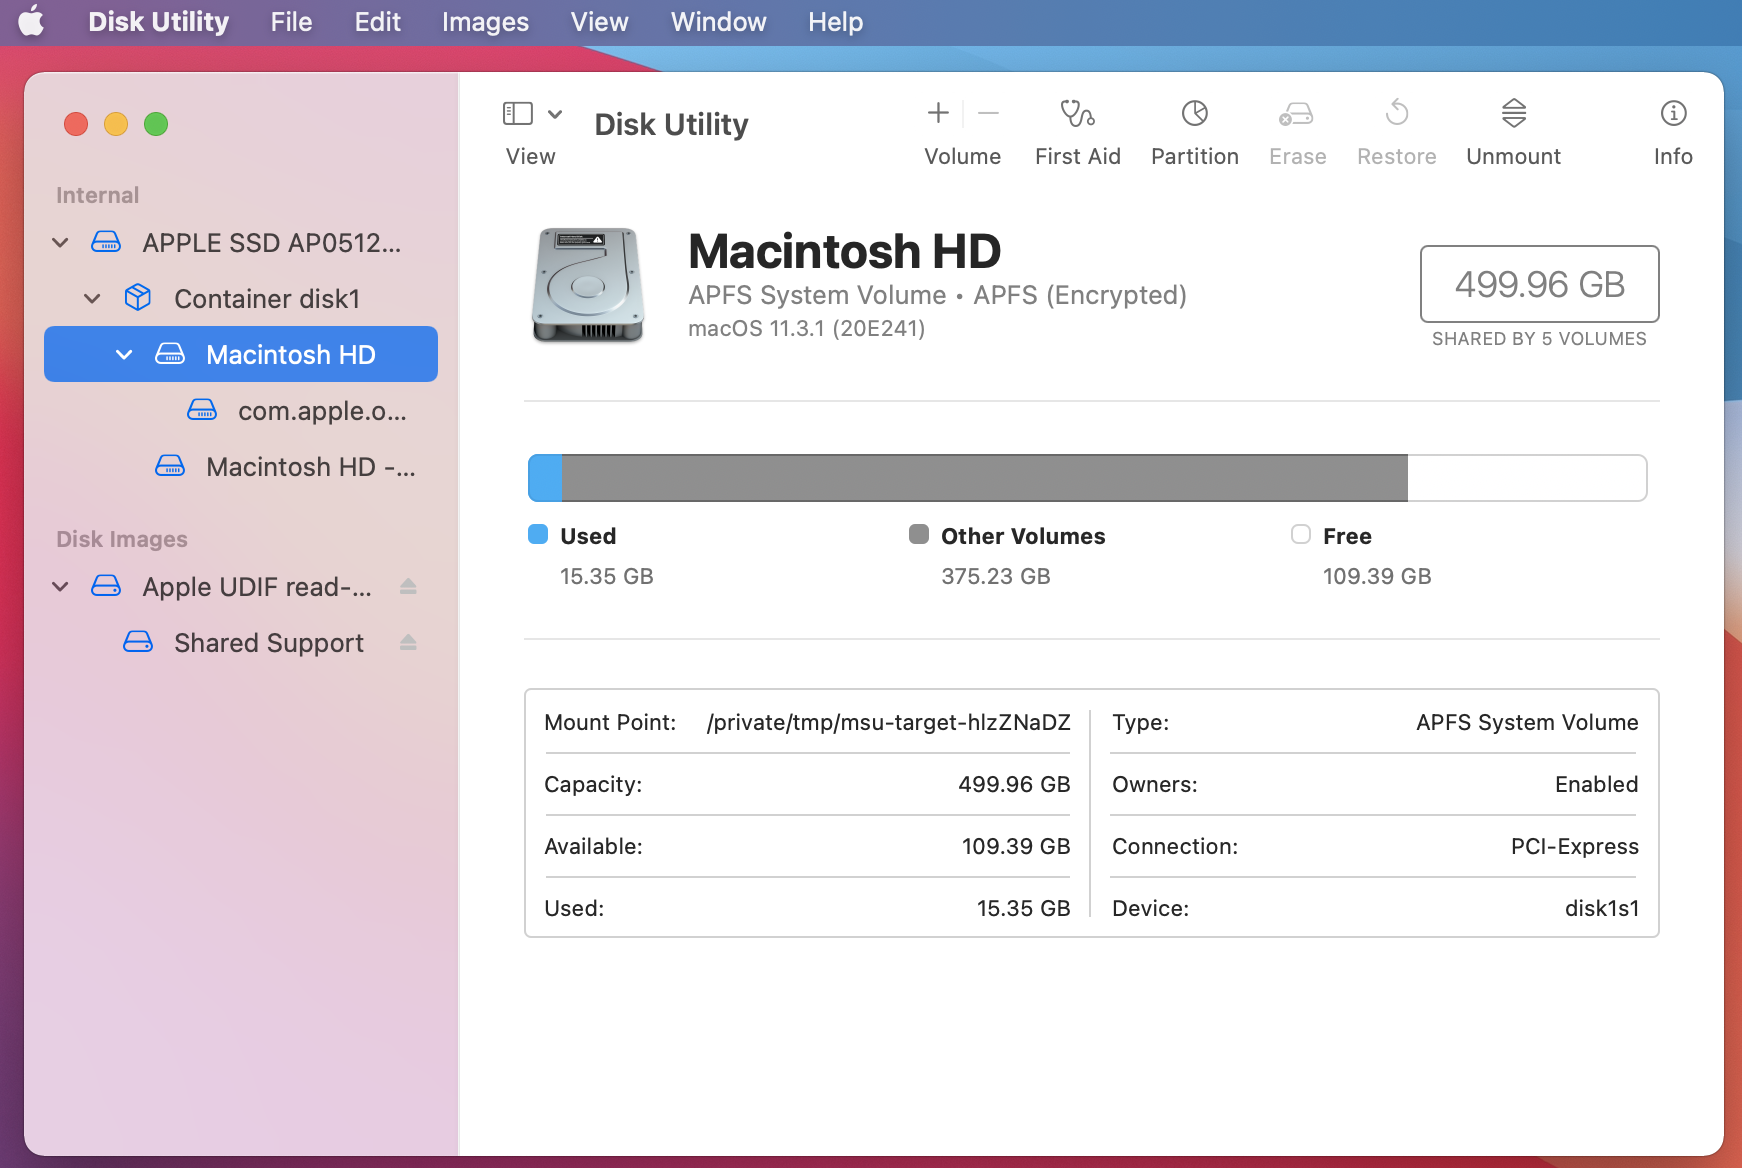 Disk Utility File Edit Images View Window Help
Internal
APPLE SSD AP0512...
Container disk1
Macintosh HD
com.apple.o...
Macintosh HD -...
Disk Images
Apple UDIF read-...
Shared Support
View
Disk Utility
Volume First Aid Partition Erase Restore Unmount Info
Macintosh HD
APFS System Volume • APFS (Encrypted)
macOS 11.3.1 (20E241)
499.96 GB
SHARED BY 5 VOLUMES
Used
15.35 GB
Other Volumes
375.23 GB
Free
109.39 GB
Mount Point: /private/tmp/msu-target-hlzZNaDZ
Capacity: 499.96 GB
Available: 109.39 GB
Used: 15.35 GB
Type: APFS System Volume
Owners: Enabled
Connection: PCI-Express
Device: disk1s1